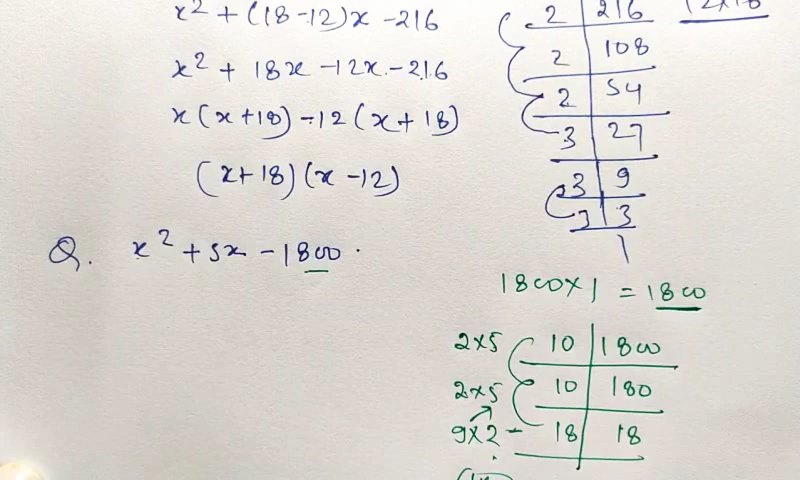 x² + (18-12)x - 216
x² + 18x - 12x - 216
x(x+18) - 12(x+18)
(x+18)(x-12)
2 | 216
2 | 108
2 | 54
3 | 27
3 | 9
3 | 3
1
12×18
Q. x² + 5x - 1800.
1800×1 = 1800
2×5 10 | 1800
2×5 10 | 180
9×2 - 18 | 18